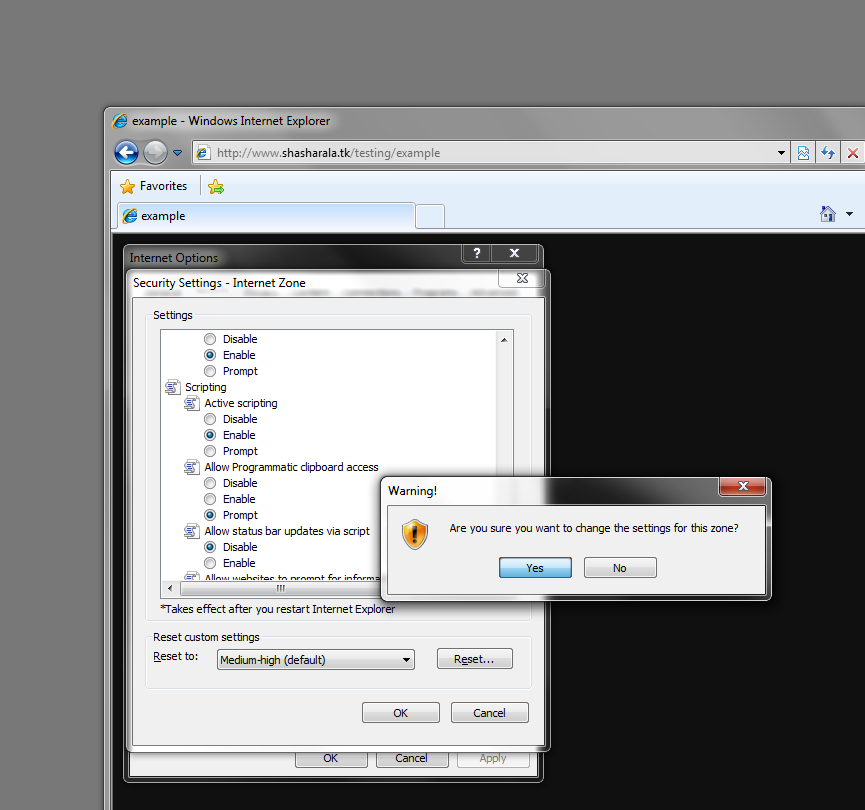 example - Windows Internet Explorer
http://www.shasharala.tk/testing/example
Favorites
example
Internet Options
Security Settings - Internet Zone
Settings
Disable
Enable
Prompt
Scripting
Active scripting
Disable
Enable
Prompt
Allow Programmatic clipboard access
Disable
Enable
Prompt
Allow status bar updates via script
Disable
Enable
Allow websites to prompt for informa
*Takes effect after you restart Internet Explorer
Reset custom settings
Reset to:
Medium-high (default)
Reset...
OK
Cancel
OK
Cancel
Apply
Warning!
Are you sure you want to change the settings for this zone?
Yes
No